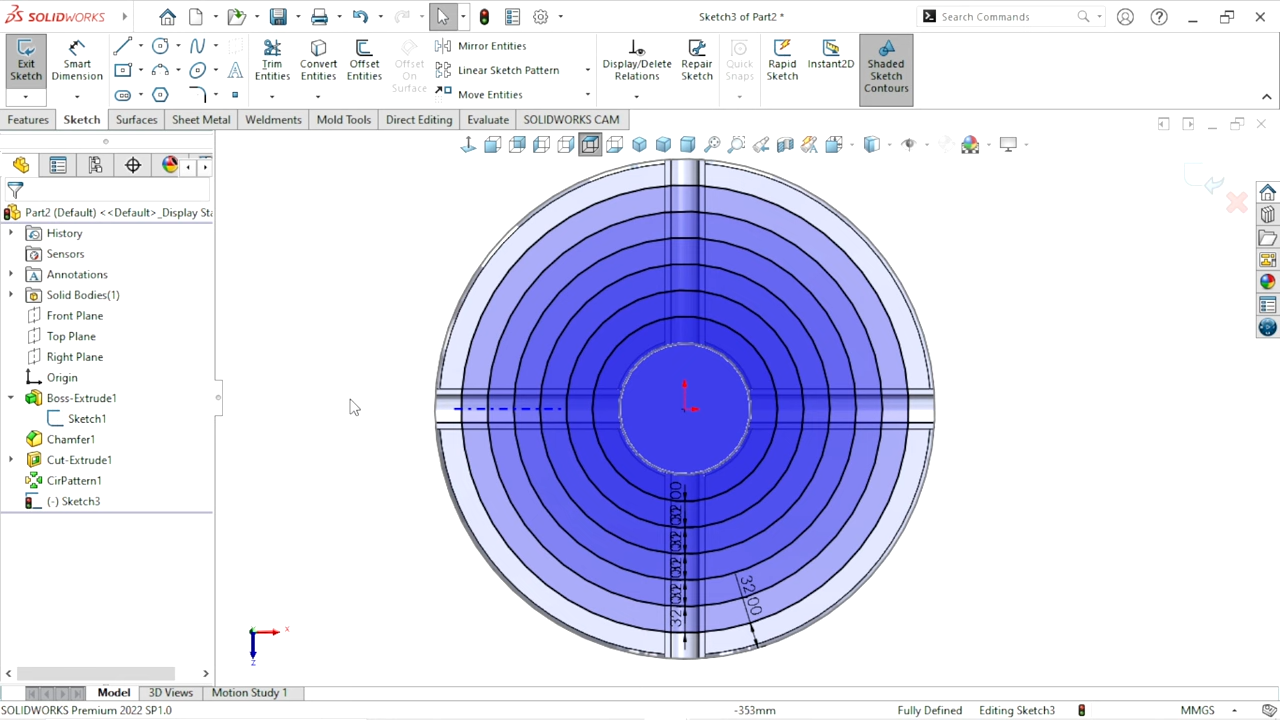 SOLIDWORKS
Sketch3 of Part2 *
Search Commands
Exit Sketch
Smart Dimension
Trim Entities
Convert Entities
Offset Entities
Offset On Surface
Mirror Entities
Linear Sketch Pattern
Move Entities
Display/Delete Relations
Repair Sketch
Quick Snaps
Rapid Sketch
Instant2D
Shaded Sketch Contours
Features Sketch Surfaces Sheet Metal Weldments Mold Tools Direct Editing Evaluate SOLIDWORKS CAM
Part2 (Default) <<Default>_Display Sta
History
Sensors
Annotations
Solid Bodies(1)
Front Plane
Top Plane
Right Plane
Origin
Boss-Extrude1
Sketch1
Chamfer1
Cut-Extrude1
CirPattern1
(-) Sketch3
32.00
x
z
Model 3D Views Motion Study 1
SOLIDWORKS Premium 2022 SP1.0
-353mm
Fully Defined
Editing Sketch3
MMGS